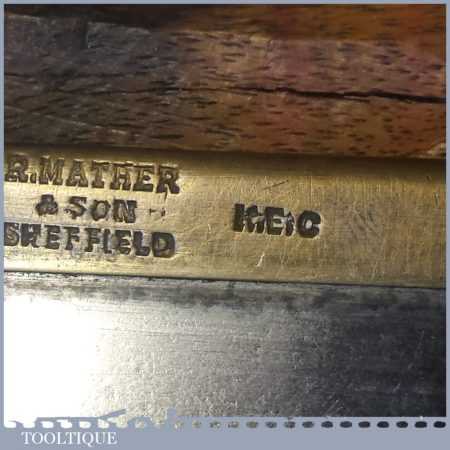 R. MATHER
& SON
SHEFFIELD
TOOLTIQUE